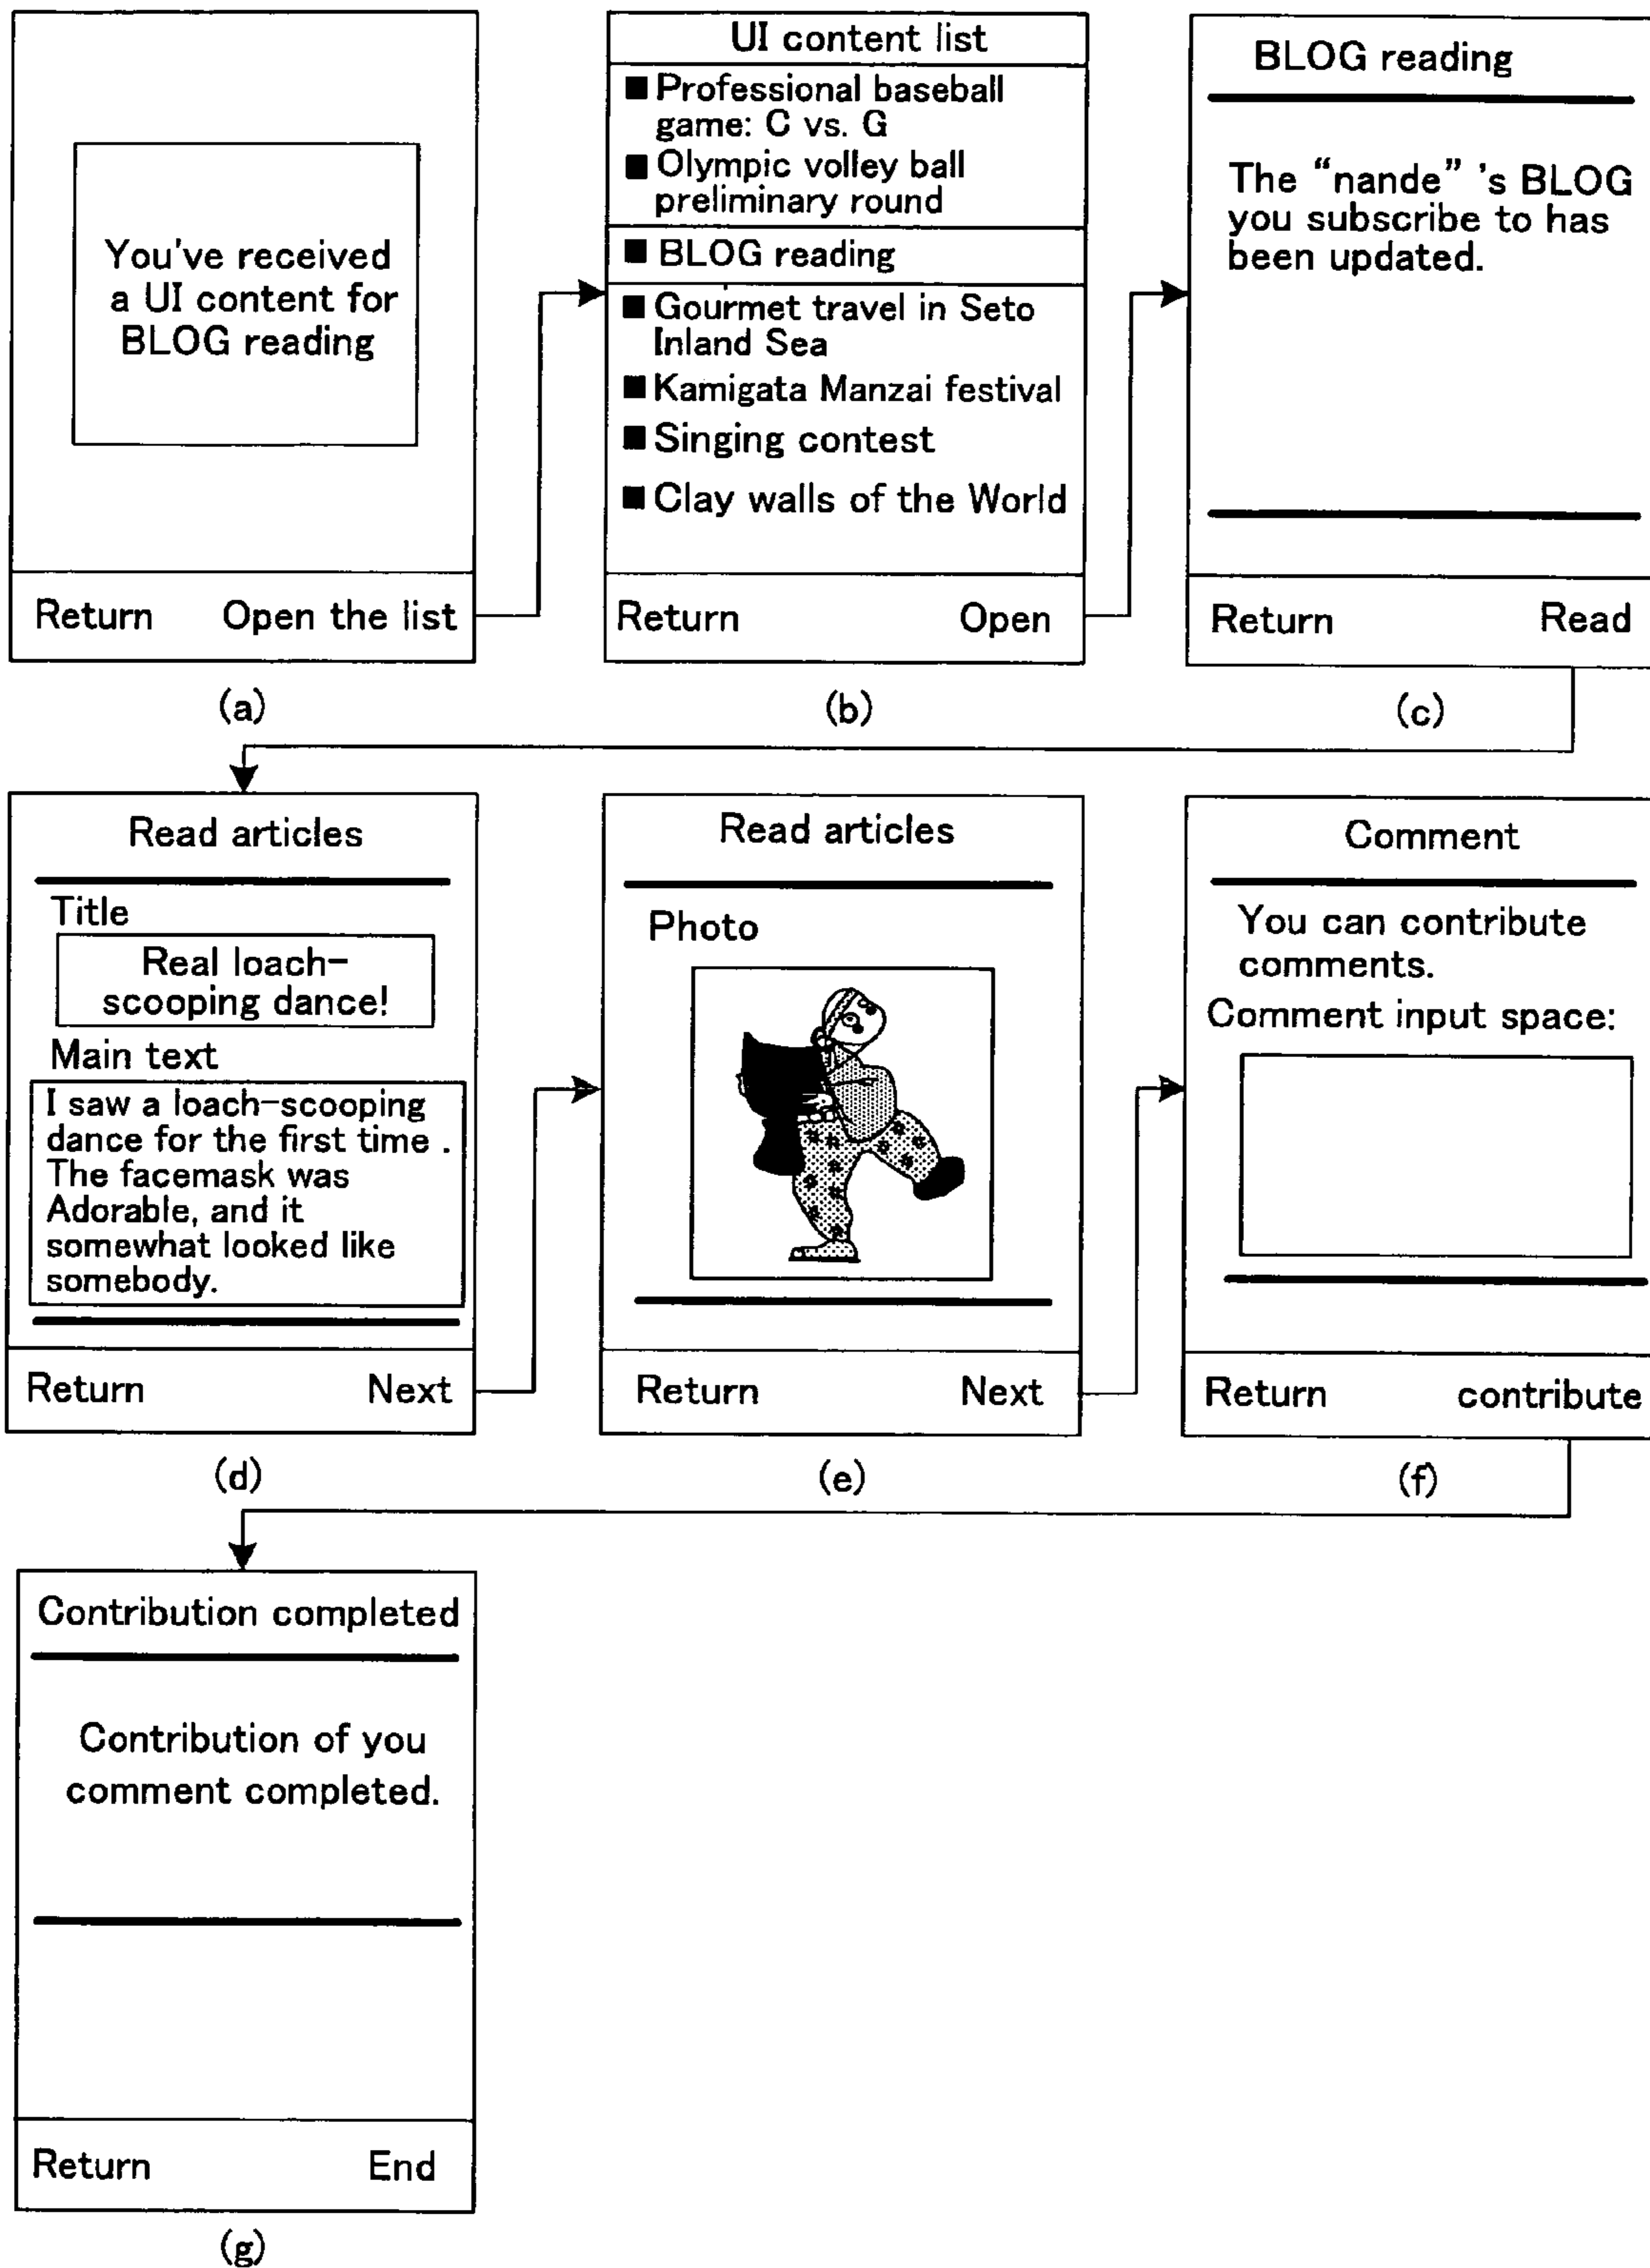 You've received
a UI content for
BLOG reading
Return Open the list
(a)
UI content list
■ Professional baseball
game: C vs. G
■ Olympic volley ball
preliminary round
■ BLOG reading
■ Gourmet travel in Seto
Inland Sea
■ Kamigata Manzai festival
■ Singing contest
■ Clay walls of the World
Return Open
(b)
BLOG reading
The “nande” 's BLOG
you subscribe to has
been updated.
Return Read
(c)
Read articles
Title
Real loach-
scooping dance!
Main text
I saw a loach-scooping
dance for the first time .
The facemask was
Adorable, and it
somewhat looked like
somebody.
Return Next
(d)
Read articles
Photo
Return Next
(e)
Comment
You can contribute
comments.
Comment input space:
Return contribute
(f)
Contribution completed
Contribution of you
comment completed.
Return End
(g)